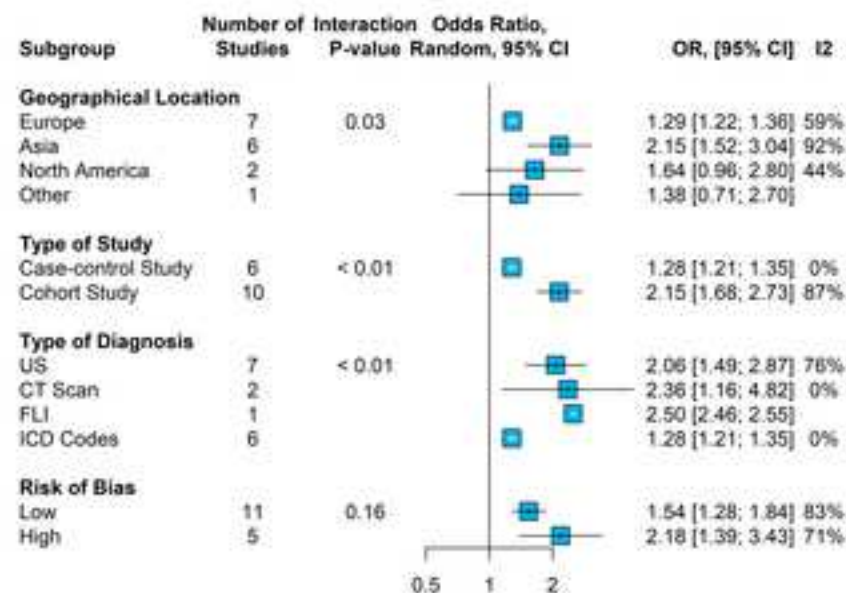 Number of Interaction Odds Ratio,
Subgroup Studies P-value Random, 95% CI OR, [95% CI] I2
Geographical Location
Europe 7 0.03 1.29 [1.22; 1.36] 59%
Asia 6 2.15 [1.52; 3.04] 92%
North America 2 1.64 [0.96; 2.80] 44%
Other 1 1.38 [0.71; 2.70]
Type of Study
Case-control Study 6 < 0.01 1.28 [1.21; 1.35] 0%
Cohort Study 10 2.15 [1.68; 2.73] 87%
Type of Diagnosis
US 7 < 0.01 2.06 [1.49; 2.87] 76%
CT Scan 2 2.36 [1.16; 4.82] 0%
FLI 1 2.50 [2.46; 2.55]
ICD Codes 6 1.28 [1.21; 1.35] 0%
Risk of Bias
Low 11 0.16 1.54 [1.28; 1.84] 83%
High 5 2.18 [1.39; 3.43] 71%
0.5 1 2